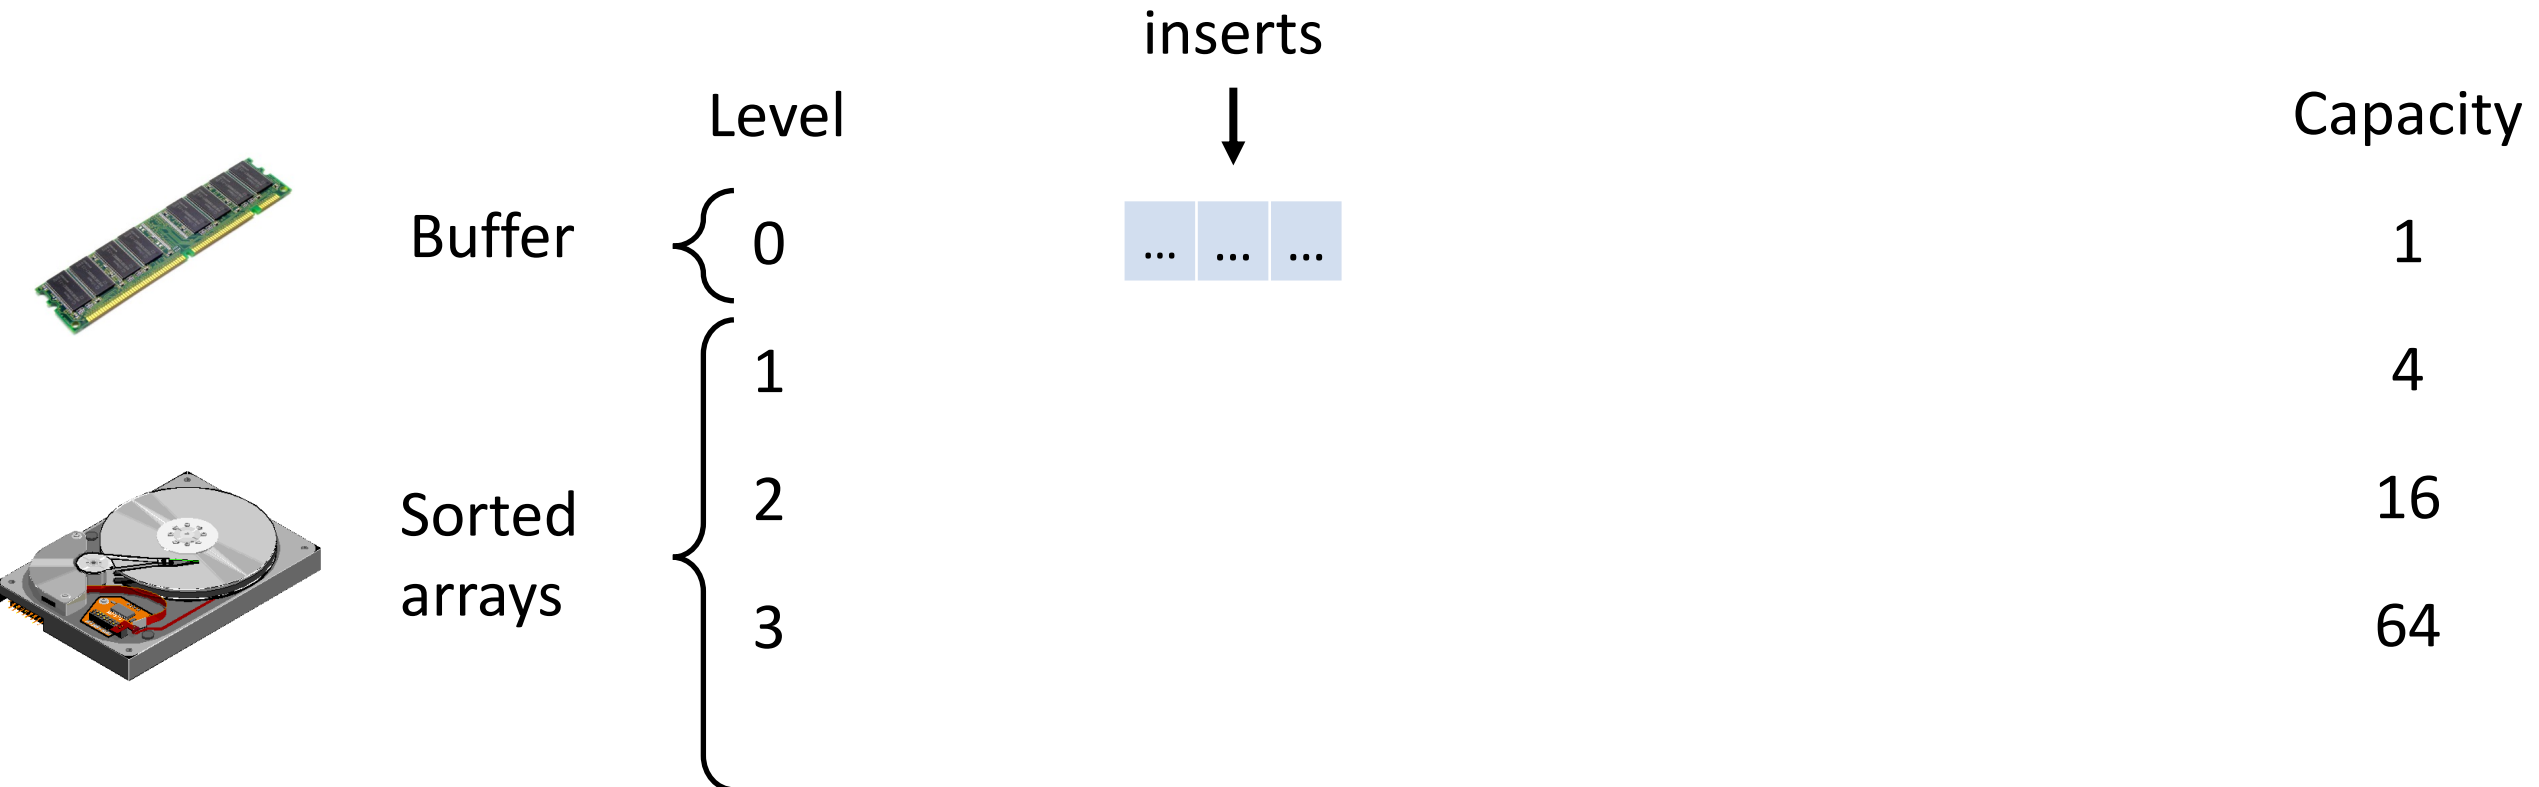 inserts
Level
Capacity
Buffer
0
... ... ...
1
1
4
2
16
Sorted
arrays
3
64